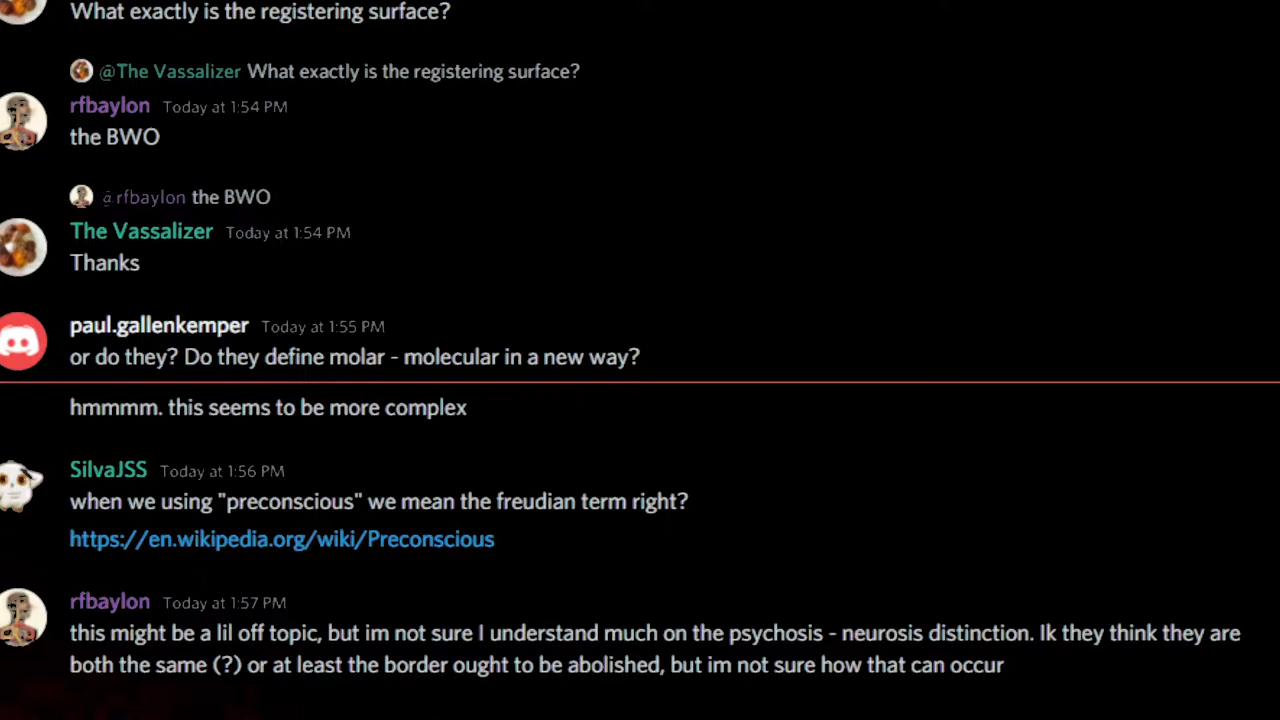 What exactly is the registering surface?
@The Vassalizer What exactly is the registering surface?
rfbaylon Today at 1:54 PM
the BWO
@rfbaylon the BWO
The Vassalizer Today at 1:54 PM
Thanks
paul.gallenkemper Today at 1:55 PM
or do they? Do they define molar - molecular in a new way?
hmmmm. this seems to be more complex
SilvaJSS Today at 1:56 PM
when we using "preconscious" we mean the freudian term right?
https://en.wikipedia.org/wiki/Preconscious
rfbaylon Today at 1:57 PM
this might be a lil off topic, but im not sure I understand much on the psychosis - neurosis distinction. Ik they think they are
both the same (?) or at least the border ought to be abolished, but im not sure how that can occur